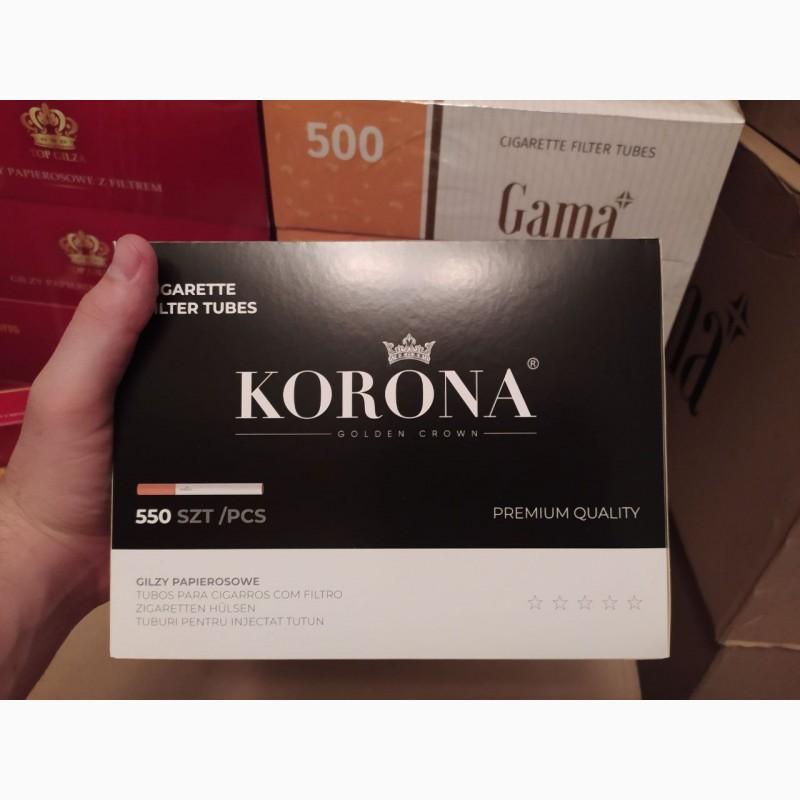 TOP GILZA
PAPIEROSOWE Z FILTREM
500
CIGARETTE FILTER TUBES
Gama
GILZY
IGARETTE
LTER TUBES
KORONA®
GOLDEN CROWN
550 SZT /PCS
PREMIUM QUALITY
GILZY PAPIEROSOWE
TUBOS PARA CIGARROS COM FILTRO
ZIGARETTEN HÜLSEN
TUBURI PENTRU INJECTAT TUTUN